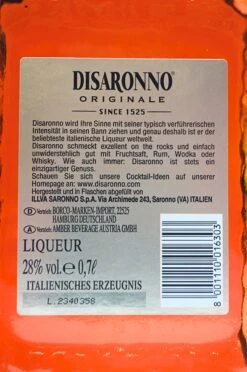 DISARONNO®
ORIGINALE
SINCE 1525
Disaronno wird Ihre Sinne mit seiner typisch verführerischen
Intensität in seinen Bann ziehen und genau deshalb ist er der
beliebteste italienische Liqueur weltweit.
Disaronno schmeckt exzellent on the rocks und einfach
unwiderstehlich gut mit Fruchtsaft, Rum, Wodka oder
Whisky. Wie auch immer: Disaronno ist stets ein
einzigartiger Genuss.
Schauen Sie sich unsere Cocktail-Ideen auf unserer
Homepage an: www.disaronno.com
Hergestellt und in Flaschen abgefüllt von
ILLVA SARONNO S.p.A. Via Archimede 243, Saronno (VA) ITALIEN
D Vertrieb: BORCO-MARKEN-IMPORT, 22525
HAMBURG DEUTSCHLAND
A Vertrieb: AMBER BEVERAGE AUSTRIA GMBH
LIQUEUR
28% vol. e 0,7ℓ
ITALIENISCHES ERZEUGNIS
L. 2340358
8 001110 016303